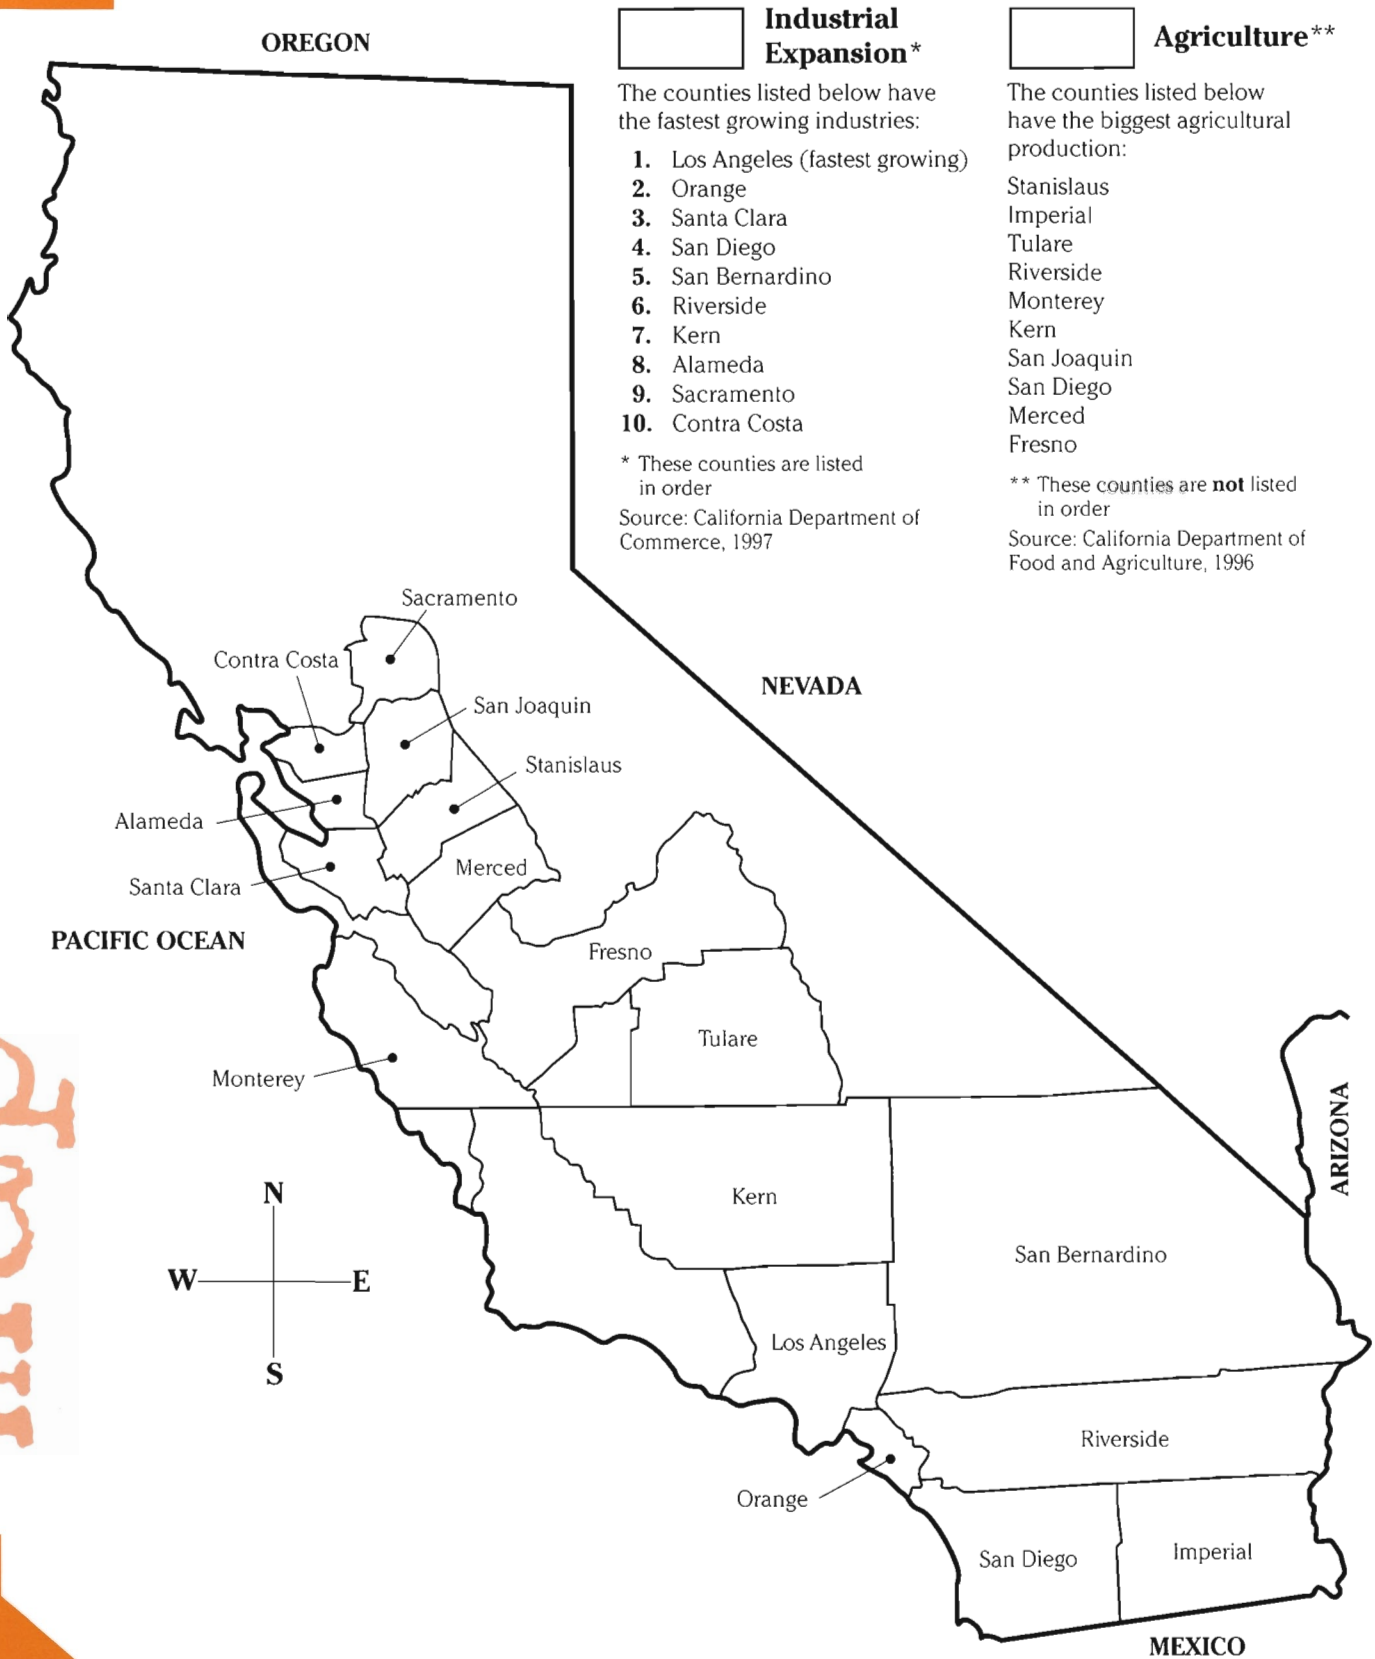 OREGON
Industrial
Expansion*
The counties listed below have
the fastest growing industries:
1. Los Angeles (fastest growing)
2. Orange
3. Santa Clara
4. San Diego
5. San Bernardino
6. Riverside
7. Kern
8. Alameda
9. Sacramento
10. Contra Costa
* These counties are listed
in order
Source: California Department of
Commerce, 1997
Agriculture**
The counties listed below
have the biggest agricultural
production:
Stanislaus
Imperial
Tulare
Riverside
Monterey
Kern
San Joaquin
San Diego
Merced
Fresno
** These counties are not listed
in order
Source: California Department of
Food and Agriculture, 1996
Sacramento
Contra Costa
NEVADA
San Joaquin
Stanislaus
Alameda
Merced
Santa Clara
PACIFIC OCEAN
Fresno
Tulare
Monterey
ARIZONA
N
W
E
S
Kern
San Bernardino
Los Angeles
Riverside
Orange
San Diego
Imperial
MEXICO